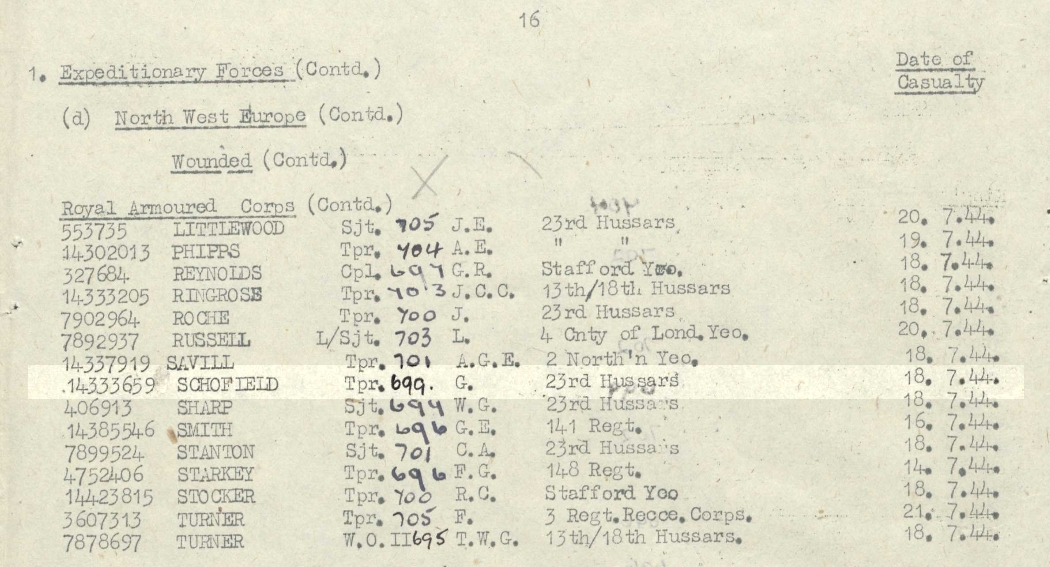 16
1. Expeditionary Forces (Contd.) Date of
Casualty
(d) North West Europe (Contd.)
Wounded (Contd.)
Royal Armoured Corps (Contd.)
553735 LITTLEWOOD Sjt. 705 J.E. 23rd Hussars 20. 7.44.
14302013 PHIPPS Tpr. 704 A.E. " " 19. 7.44.
327684 REYNOLDS Cpl. 697 G.R. Stafford Yeo. 18. 7.44.
14333205 RINGROSE Tpr. 703 J.C.C. 13th/18th Hussars 18. 7.44.
7902964 ROCHE Tpr. 700 J. 23rd Hussars 18. 7.44.
7892937 RUSSELL L/Sjt. 703 L. 4 Cnty of Lond.Yeo. 20. 7.44.
14337919 SAVILL Tpr. 701 A.G.E. 2 North'n Yeo. 18. 7.44.
14333659 SCHOFIELD Tpr. 699. G. 23rd Hussars 18. 7.44.
406913 SHARP Sjt. 699 W.G. 23rd Hussars 18. 7.44.
14385546 SMITH Tpr. 696 G.E. 141 Regt. 16. 7.44.
7899524 STANTON Sjt. 701 C.A. 23rd Hussars 18. 7.44.
4752406 STARKEY Tpr. 696 F.G. 148 Regt. 14. 7.44.
14423815 STOCKER Tpr. 700 R.C. Stafford Yeo 18. 7.44.
3607313 TURNER Tpr. 705 F. 3 Regt.Recce.Corps. 21. 7.44.
7878697 TURNER W.O.II 695 T.W.G. 13th/18th Hussars. 18. 7.44.